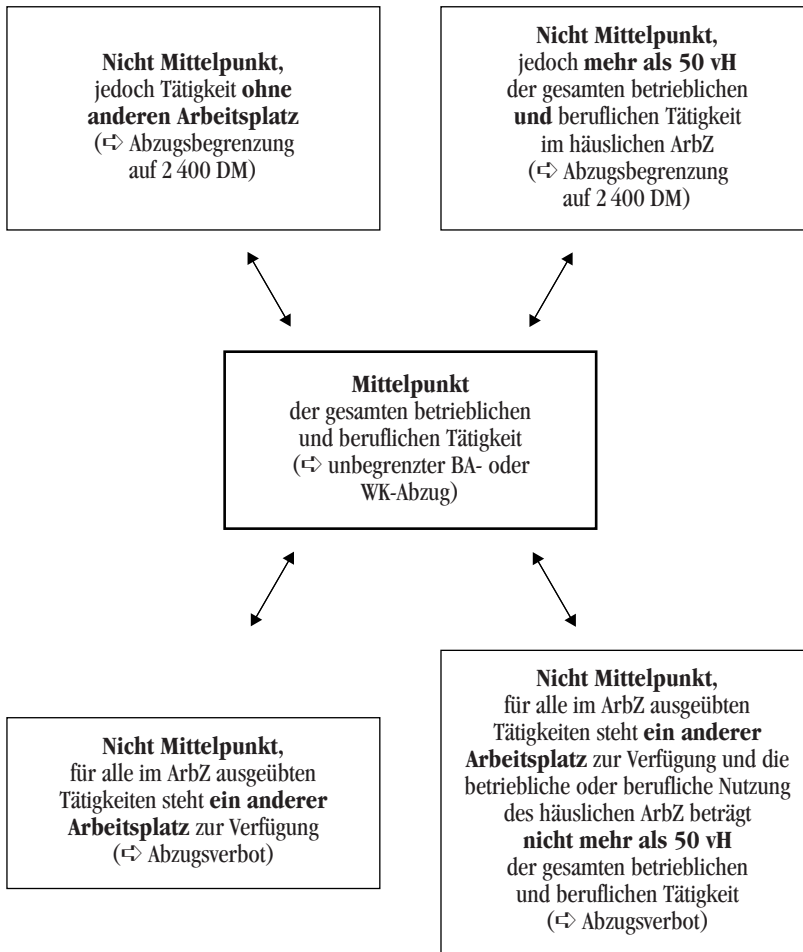 Nicht Mittelpunkt,
jedoch Tätigkeit ohne
anderen Arbeitsplatz
(➪ Abzugsbegrenzung
auf 2 400 DM)
Nicht Mittelpunkt,
jedoch mehr als 50 vH
der gesamten betrieblichen
und beruflichen Tätigkeit
im häuslichen ArbZ
(➪ Abzugsbegrenzung
auf 2 400 DM)
Mittelpunkt
der gesamten betrieblichen
und beruflichen Tätigkeit
(➪ unbegrenzter BA- oder
WK-Abzug)
Nicht Mittelpunkt,
für alle im ArbZ ausgeübten
Tätigkeiten steht ein anderer
Arbeitsplatz zur Verfügung
(➪ Abzugsverbot)
Nicht Mittelpunkt,
für alle im ArbZ ausgeübten
Tätigkeiten steht ein anderer
Arbeitsplatz zur Verfügung und die
betriebliche oder berufliche Nutzung
des häuslichen ArbZ beträgt
nicht mehr als 50 vH
der gesamten betrieblichen
und beruflichen Tätigkeit
(➪ Abzugsverbot)